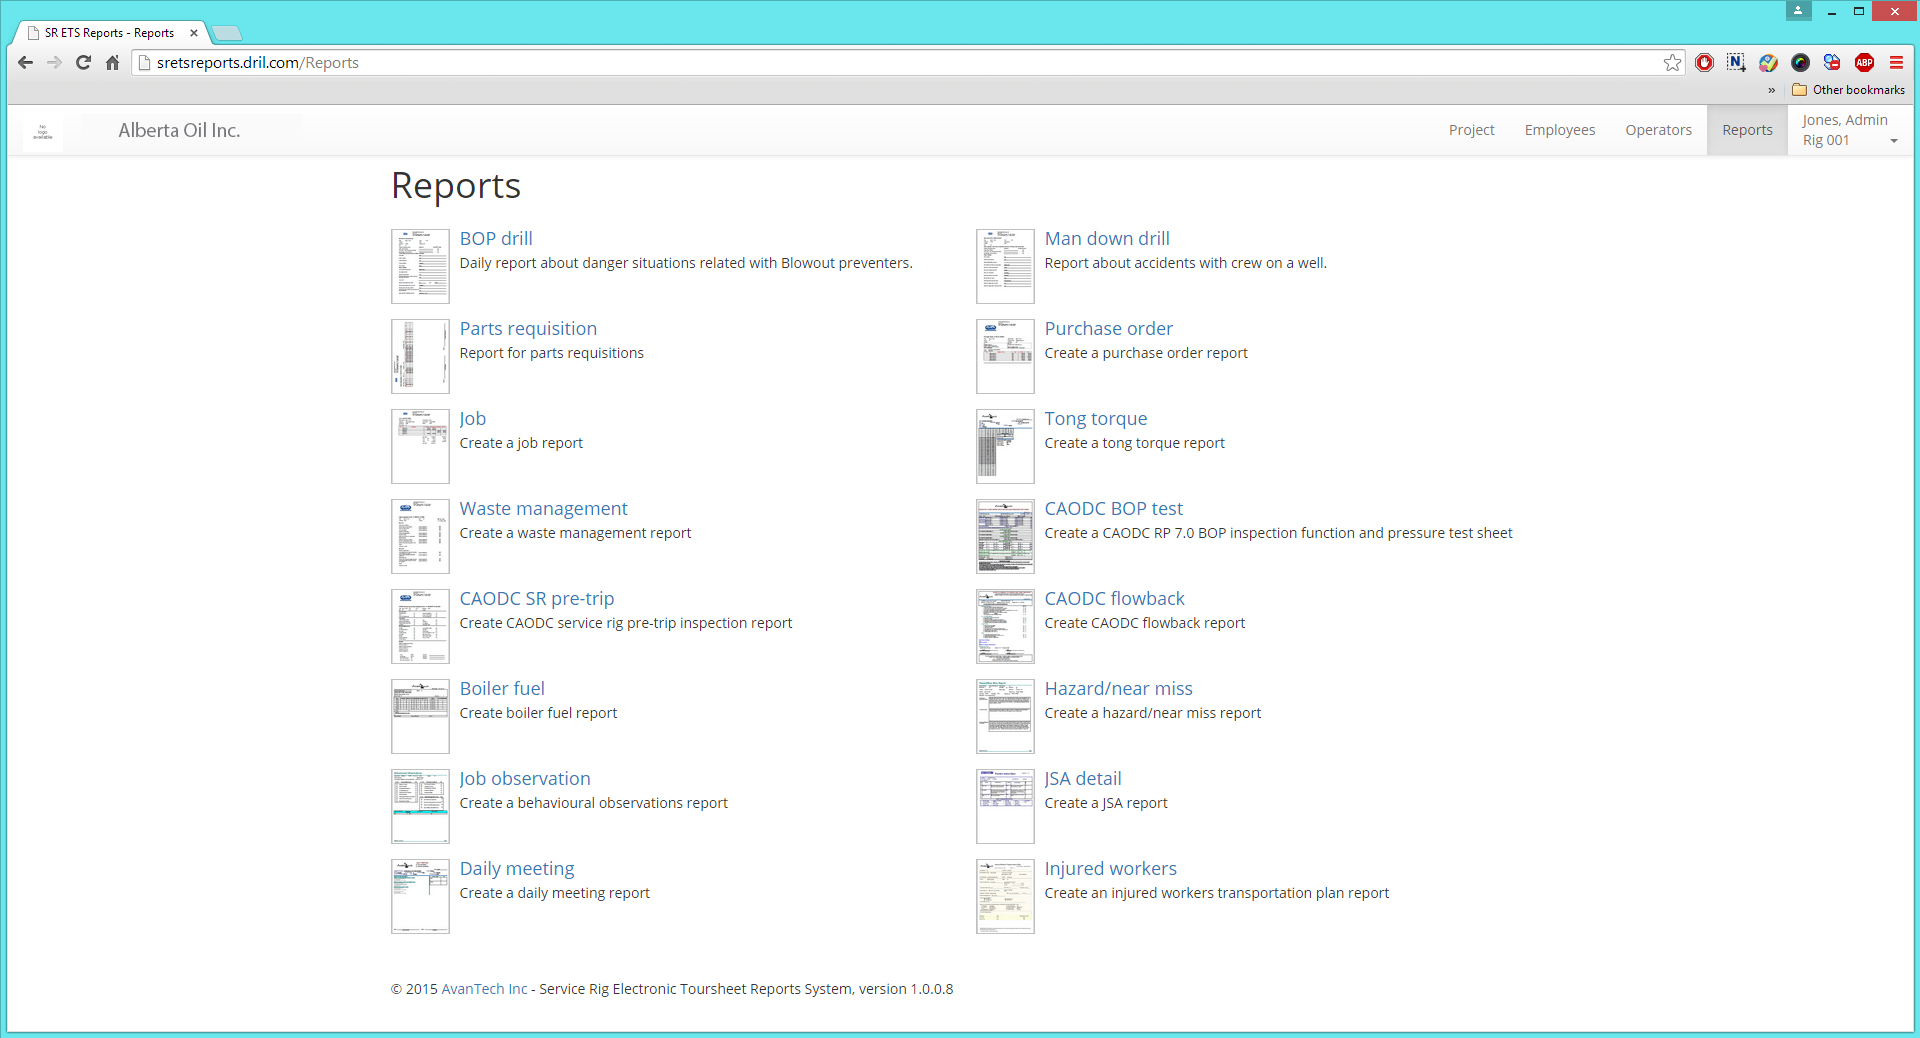 SR ETS Reports - Reports
sretsreports.dril.com/Reports
» Other bookmarks
No
logo
available
Alberta Oil Inc.
Project
Employees
Operators
Reports
Jones, Admin
Rig 001
Reports
BOP drill
Daily report about danger situations related with Blowout preventers.
Man down drill
Report about accidents with crew on a well.
Parts requisition
Report for parts requisitions
Purchase order
Create a purchase order report
Job
Create a job report
Tong torque
Create a tong torque report
Waste management
Create a waste management report
CAODC BOP test
Create a CAODC RP 7.0 BOP inspection function and pressure test sheet
CAODC SR pre-trip
Create CAODC service rig pre-trip inspection report
CAODC flowback
Create CAODC flowback report
Boiler fuel
Create boiler fuel report
Hazard/near miss
Create a hazard/near miss report
Job observation
Create a behavioural observations report
JSA detail
Create a JSA report
Daily meeting
Create a daily meeting report
Injured workers
Create an injured workers transportation plan report
© 2015 AvanTech Inc - Service Rig Electronic Toursheet Reports System, version 1.0.0.8
N
ABP